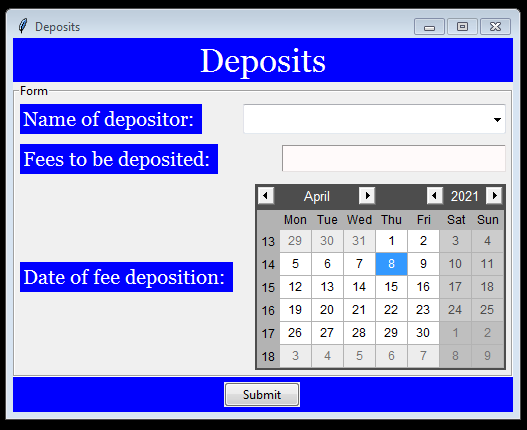 Deposits
Deposits
Form
Name of depositor:
Fees to be deposited:
April 2021
Mon Tue Wed Thu Fri Sat Sun
13 29 30 31 1 2 3 4
14 5 6 7 8 9 10 11
Date of fee deposition:
15 12 13 14 15 16 17 18
16 19 20 21 22 23 24 25
17 26 27 28 29 30 1 2
18 3 4 5 6 7 8 9
Submit